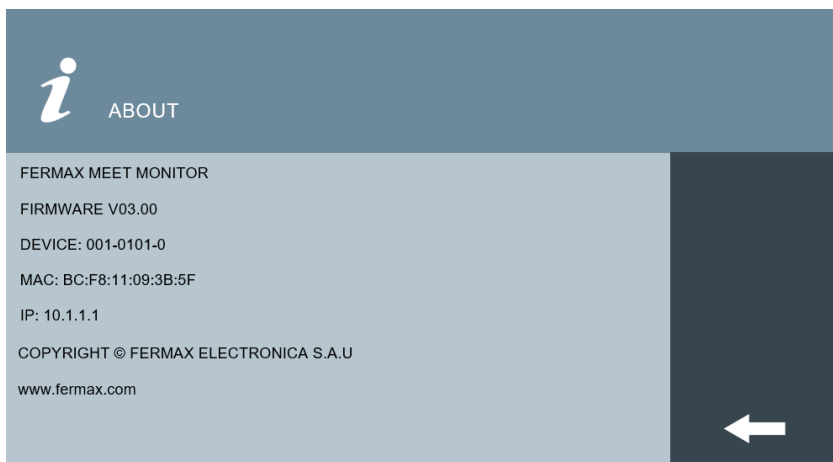 ABOUT
FERMAX MEET MONITOR
FIRMWARE V03.00
DEVICE: 001-0101-0
MAC: BC:F8:11:09:3B:5F
IP: 10.1.1.1
COPYRIGHT © FERMAX ELECTRONICA S.A.U
www.fermax.com